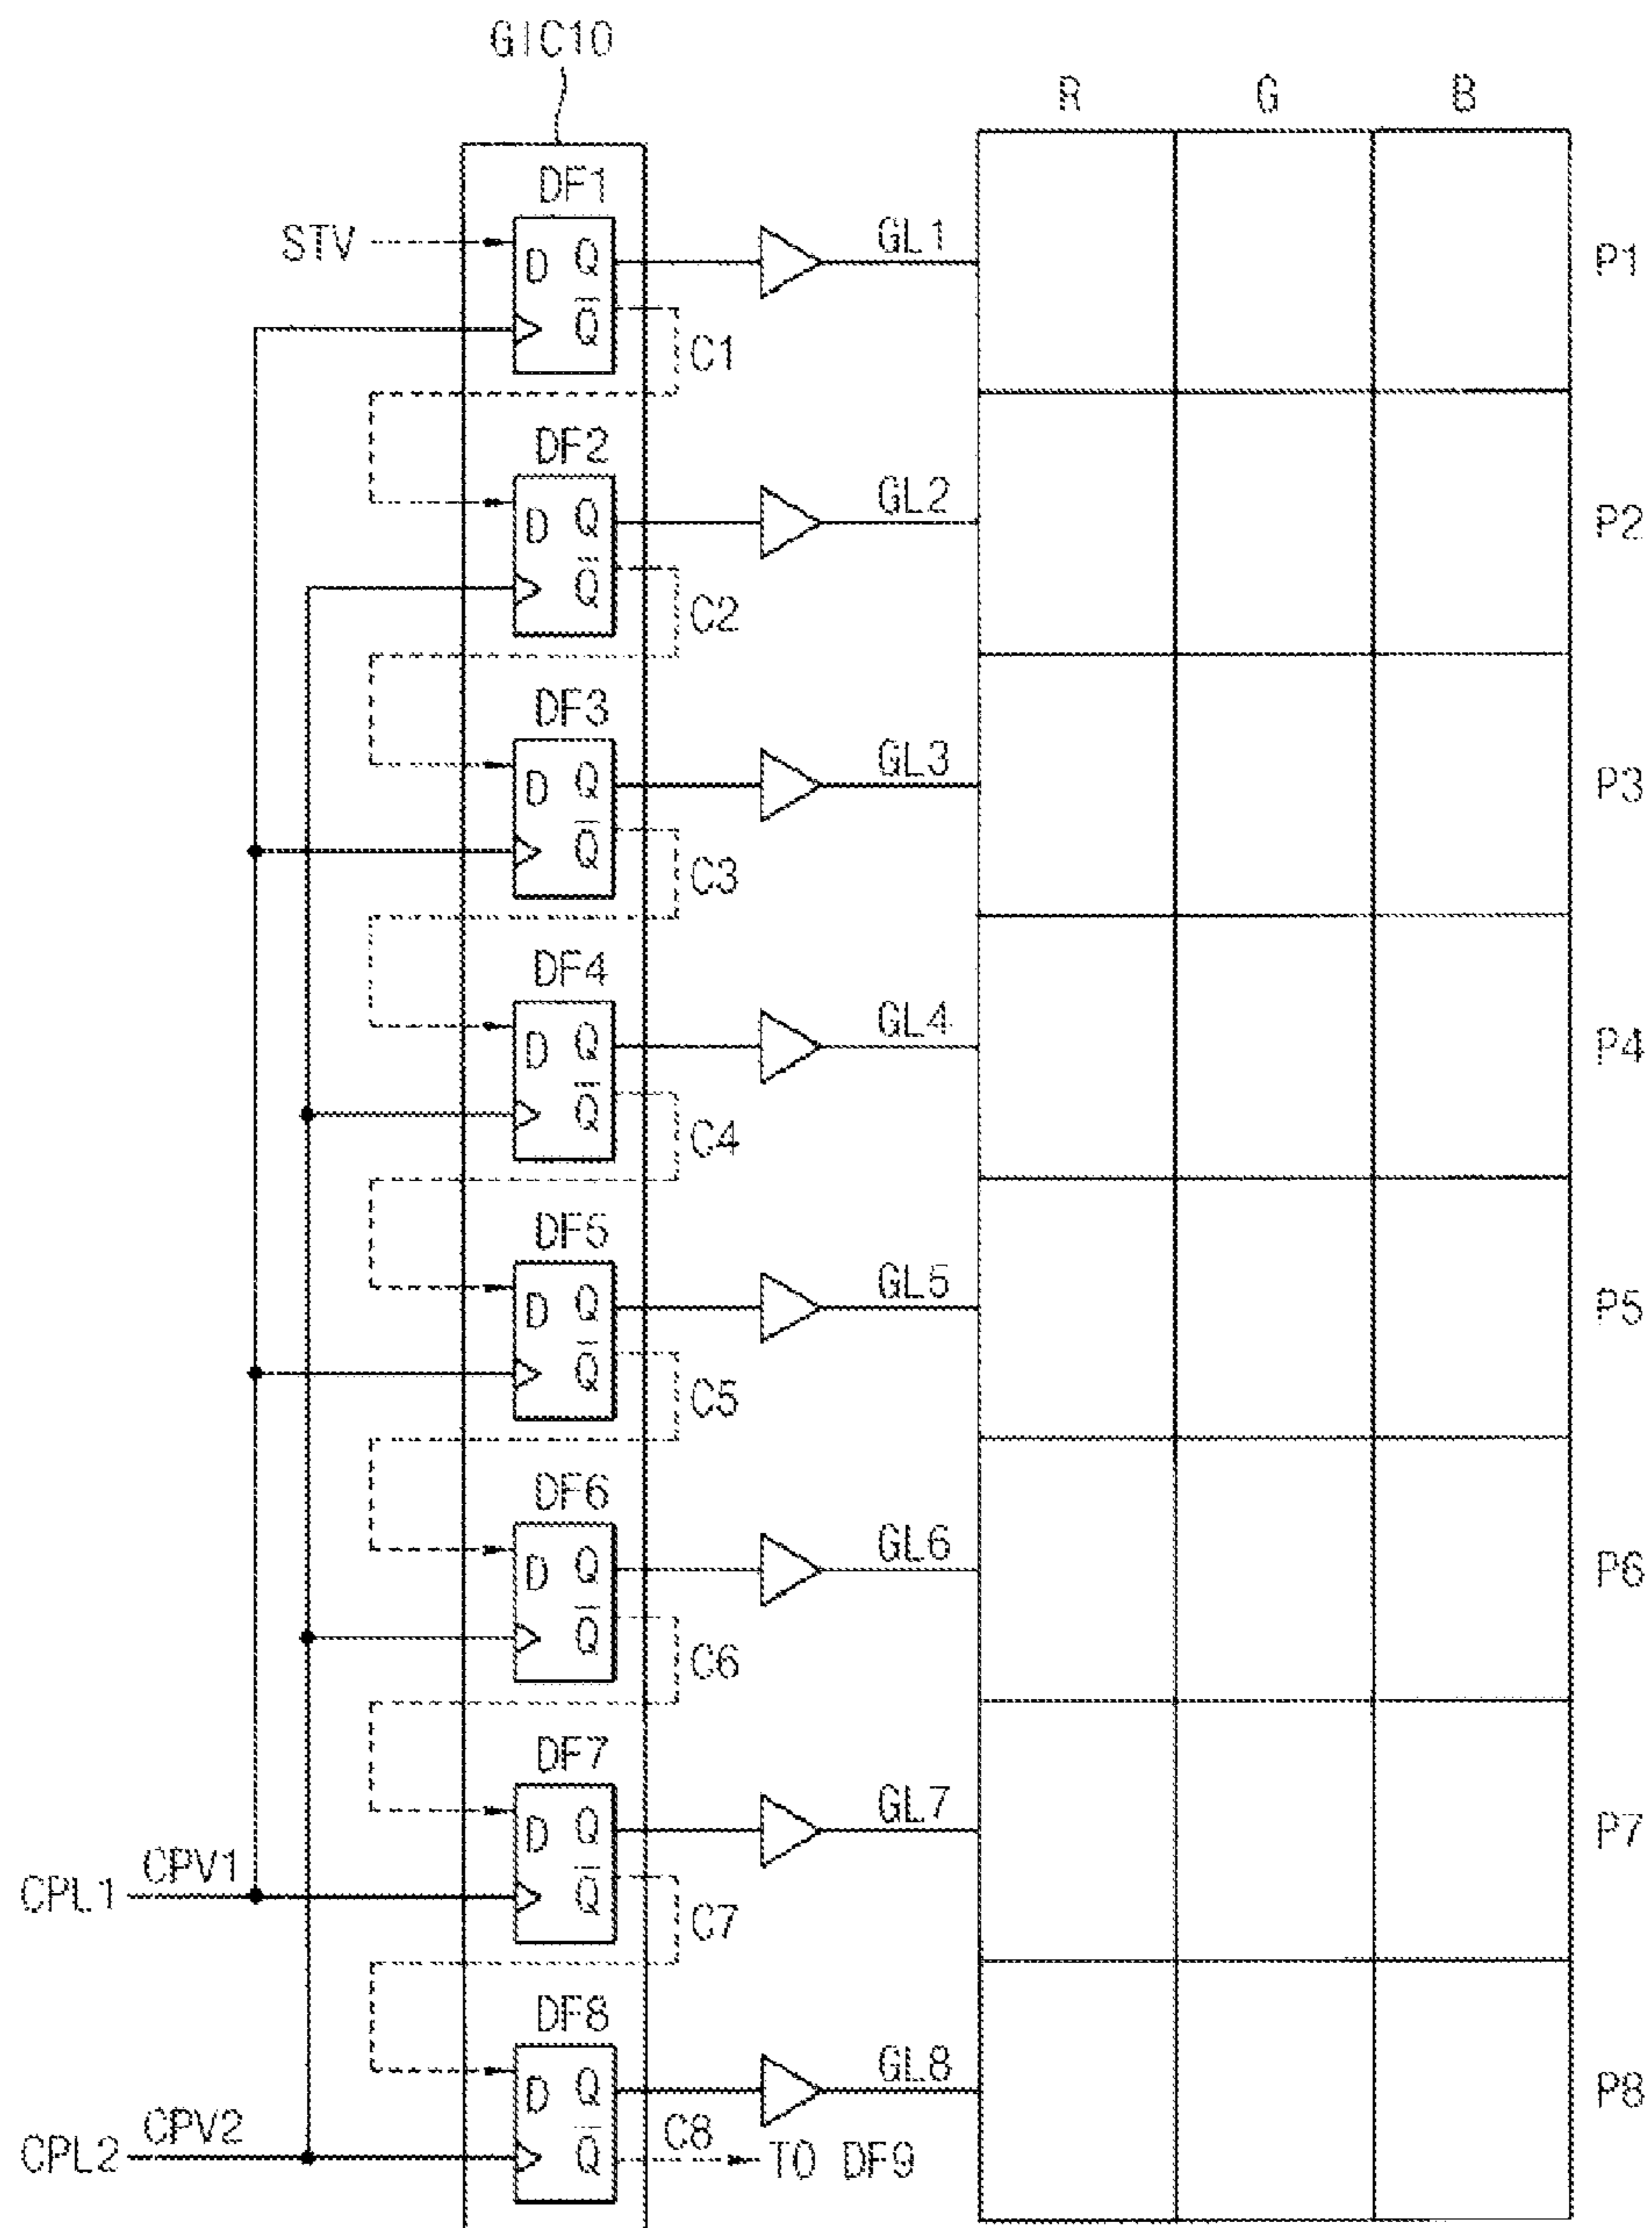 GIC10
R G B
DF1
STV
D Q
Q̅
GL1
P1
C1
DF2
D Q
Q̅
GL2
P2
C2
DF3
D Q
Q̅
GL3
P3
C3
DF4
D Q
Q̅
GL4
P4
C4
DF5
D Q
Q̅
GL5
P5
C5
DF6
D Q
Q̅
GL6
P6
C6
DF7
D Q
Q̅
GL7
P7
CPL1 CPV1
C7
DF8
D Q
Q̅
GL8
P8
CPL2 CPV2
C8
TO DF9